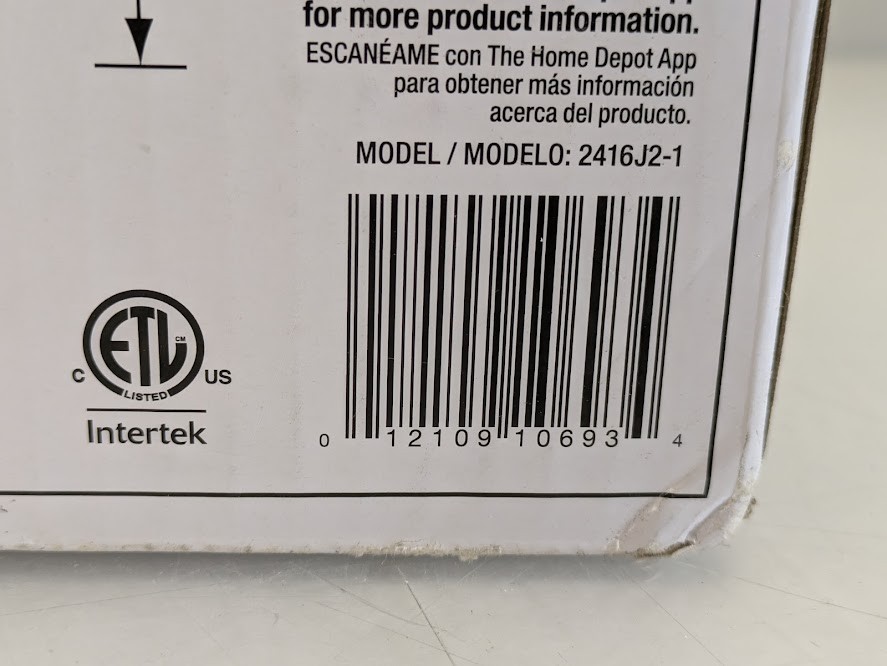 for more product information.
ESCANÉAME con The Home Depot App
para obtener más información
acerca del producto.
MODEL / MODELO: 2416J2-1
ETL CM
C US
LISTED
Intertek
0 12109 10693 4